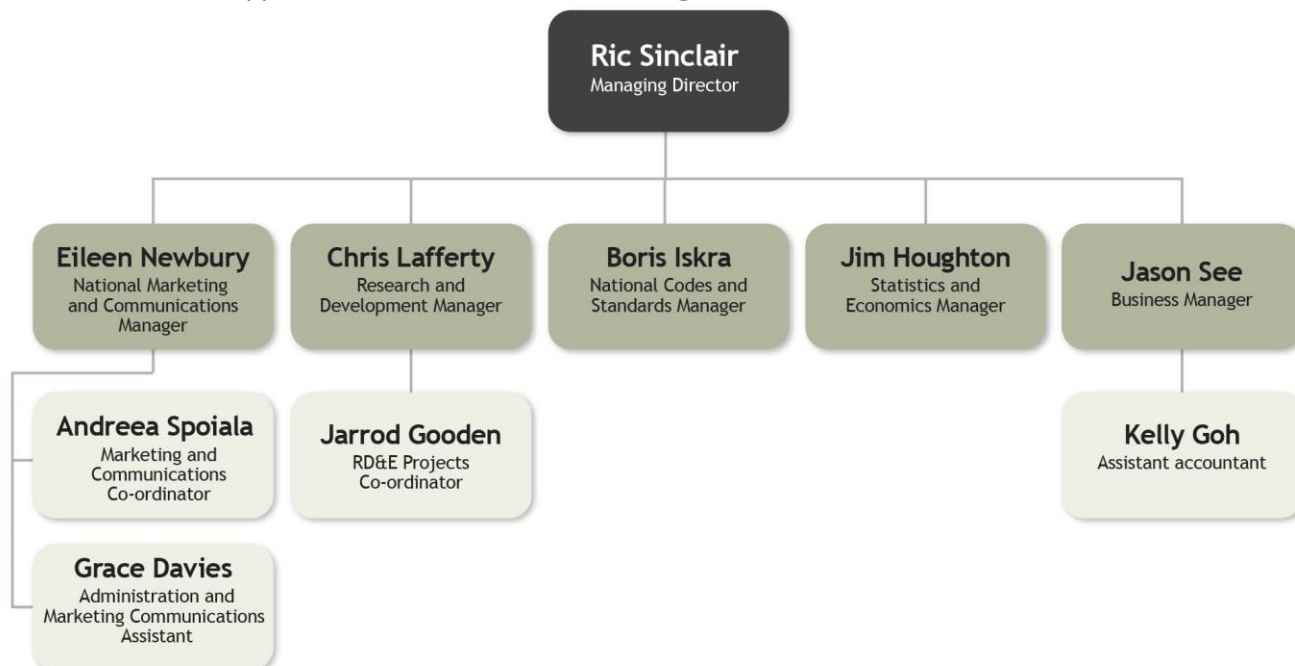 Ric Sinclair
Managing Director
Eileen Newbury
National Marketing
and Communications
Manager
Chris Lafferty
Research and
Development Manager
Boris Iskra
National Codes and
Standards Manager
Jim Houghton
Statistics and
Economics Manager
Jason See
Business Manager
Andreea Spoiala
Marketing and
Communications
Co-ordinator
Jarrod Gooden
RD&E Projects
Co-ordinator
Kelly Goh
Assistant accountant
Grace Davies
Administration and
Marketing Communications
Assistant